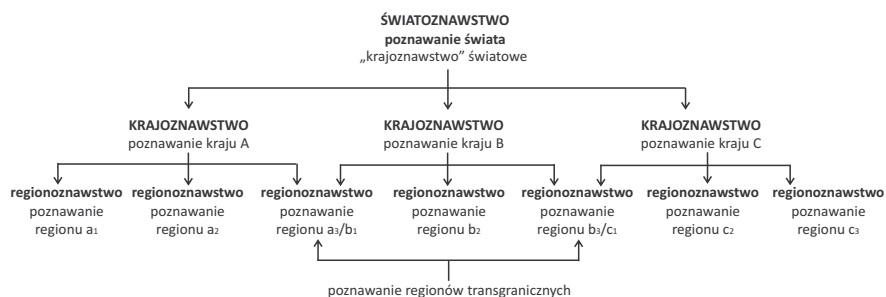 ŚWIATOZNAWSTWO
poznawanie świata
„krajoznawstwo” światowe
KRAJOZNAWSTWO
poznawanie kraju A
KRAJOZNAWSTWO
poznawanie kraju B
KRAJOZNAWSTWO
poznawanie kraju C
regionoznawstwo
poznawanie
regionu a₁
regionoznawstwo
poznawanie
regionu a₂
regionoznawstwo
poznawanie
regionu a₃/b₁
regionoznawstwo
poznawanie
regionu b₂
regionoznawstwo
poznawanie
regionu b₃/c₁
regionoznawstwo
poznawanie
regionu c₂
regionoznawstwo
poznawanie
regionu c₃
poznawanie regionów transgranicznych